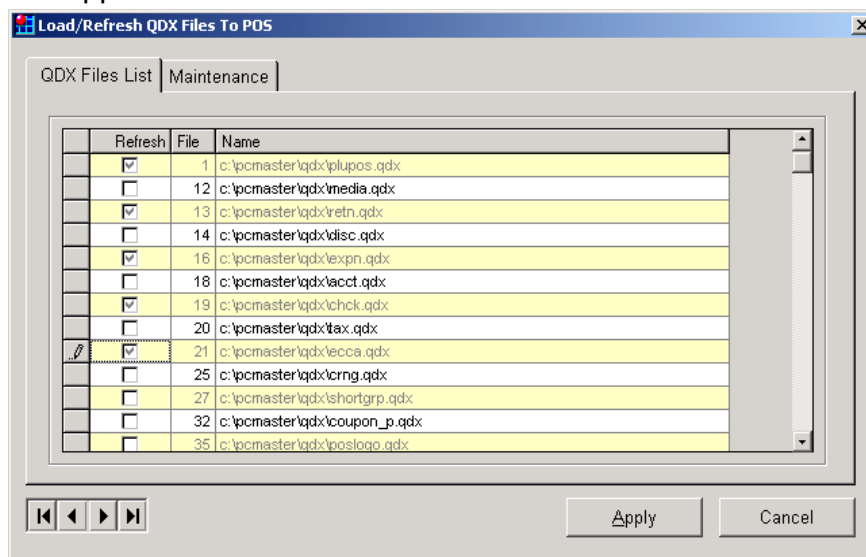 Load/Refresh QDX Files To POS
QDX Files List Maintenance
Refresh File Name
1 c:\pcmaster\qdx\plupos.qdx
12 c:\pcmaster\qdx\media.qdx
13 c:\pcmaster\qdx\retn.qdx
14 c:\pcmaster\qdx\disc.qdx
16 c:\pcmaster\qdx\expn.qdx
18 c:\pcmaster\qdx\acct.qdx
19 c:\pcmaster\qdx\chck.qdx
20 c:\pcmaster\qdx\tax.qdx
21 c:\pcmaster\qdx\ecca.qdx
25 c:\pcmaster\qdx\crng.qdx
27 c:\pcmaster\qdx\shortgrp.qdx
32 c:\pcmaster\qdx\coupon_p.qdx
35 c:\pcmaster\qdx\poslogo.qdx
Apply Cancel